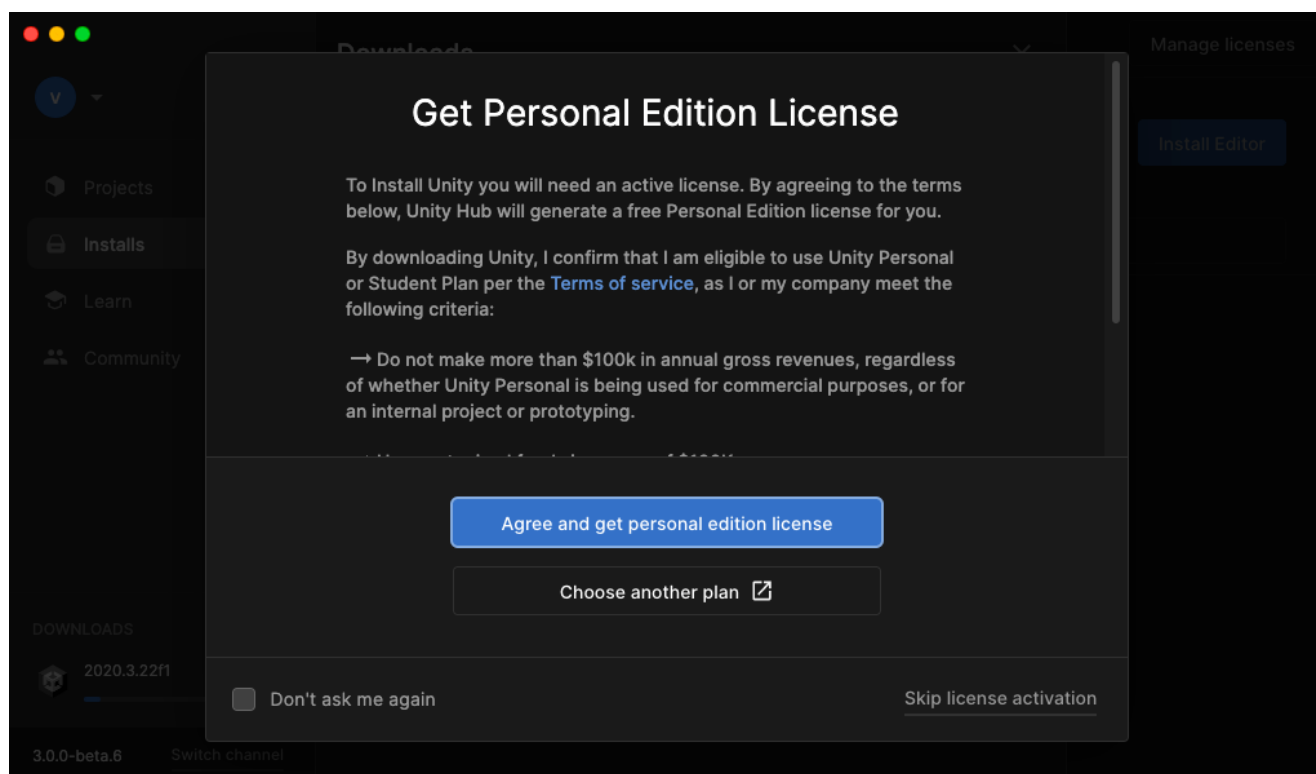 Downloads
Manage licenses
V
Get Personal Edition License
Install Editor
To Install Unity you will need an active license. By agreeing to the terms
below, Unity Hub will generate a free Personal Edition license for you.
Projects
Installs
By downloading Unity, I confirm that I am eligible to use Unity Personal
or Student Plan per the Terms of service, as I or my company meet the
following criteria:
Learn
Community
→ Do not make more than $100k in annual gross revenues, regardless
of whether Unity Personal is being used for commercial purposes, or for
an internal project or prototyping.
Agree and get personal edition license
Choose another plan
DOWNLOADS
2020.3.22f1
Don't ask me again
Skip license activation
3.0.0-beta.6 Switch channel